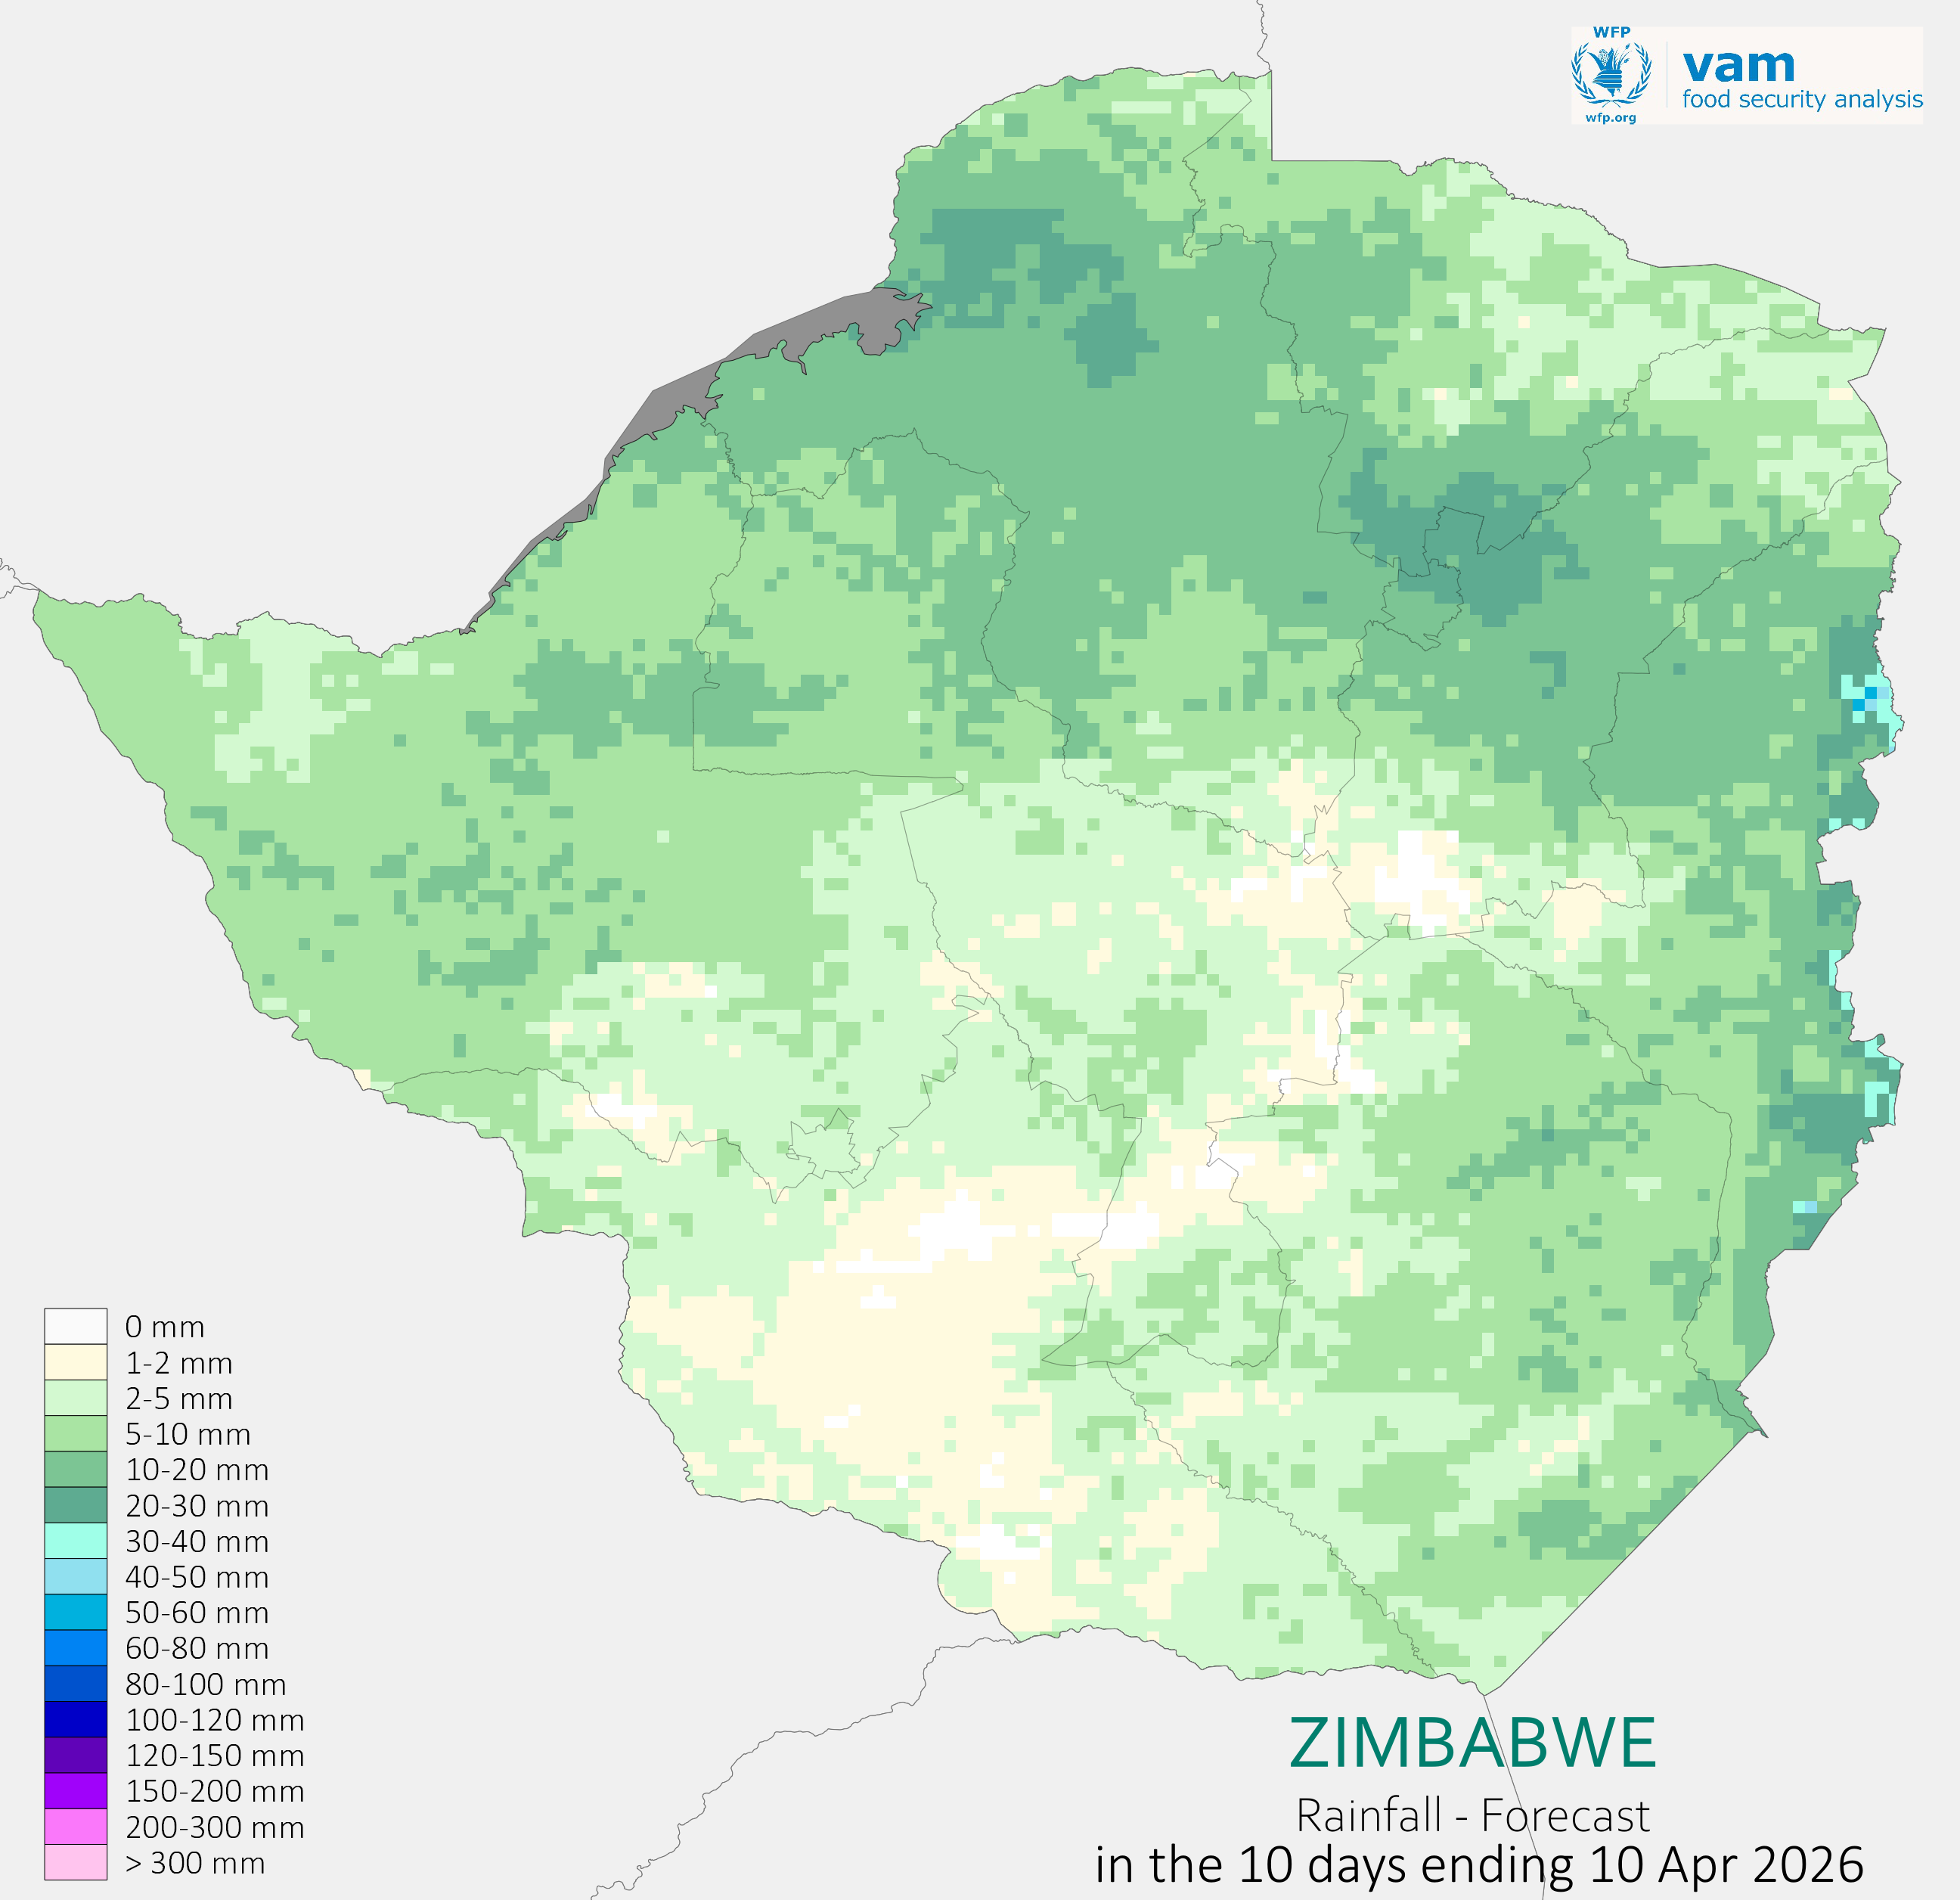 WFP
wfp.org
vam
food security analysis
0 mm
1-2 mm
2-5 mm
5-10 mm
10-20 mm
20-30 mm
30-40 mm
40-50 mm
50-60 mm
60-80 mm
80-100 mm
100-120 mm
120-150 mm
150-200 mm
200-300 mm
> 300 mm
ZIMBABWE
Rainfall - Forecast
in the 10 days ending 10 Apr 2026